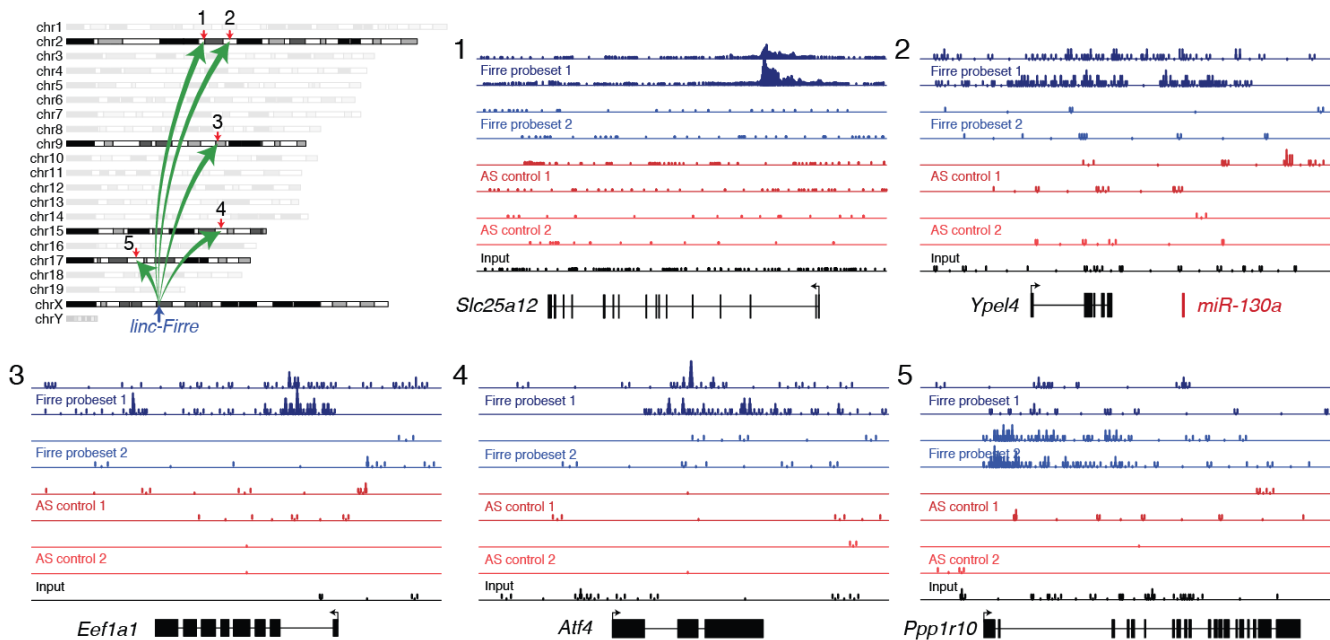 1 2
chr1
chr2
chr3
chr4
chr5
chr6
chr7
chr8
3
chr9
chr10
chr11
chr12
chr13
chr14
4
chr15
chr16
5
chr17
chr18
chr19
chrX
chrY
linc-Firre
1
Firre probeset 1
Firre probeset 2
AS control 1
AS control 2
Input
Slc25a12
2
Firre probeset 1
Firre probeset 2
AS control 1
AS control 2
Input
Ypel4 miR-130a
3
Firre probeset 1
Firre probeset 2
AS control 1
AS control 2
Input
Eef1a1
4
Firre probeset 1
Firre probeset 2
AS control 1
AS control 2
Input
Atf4
5
Firre probeset 1
Firre probeset 2
AS control 1
AS control 2
Input
Ppp1r10